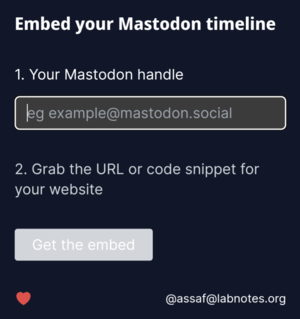 Embed your Mastodon timeline
1. Your Mastodon handle
eg example@mastodon.social
2. Grab the URL or code snippet for
your website
Get the embed
@assaf@labnotes.org